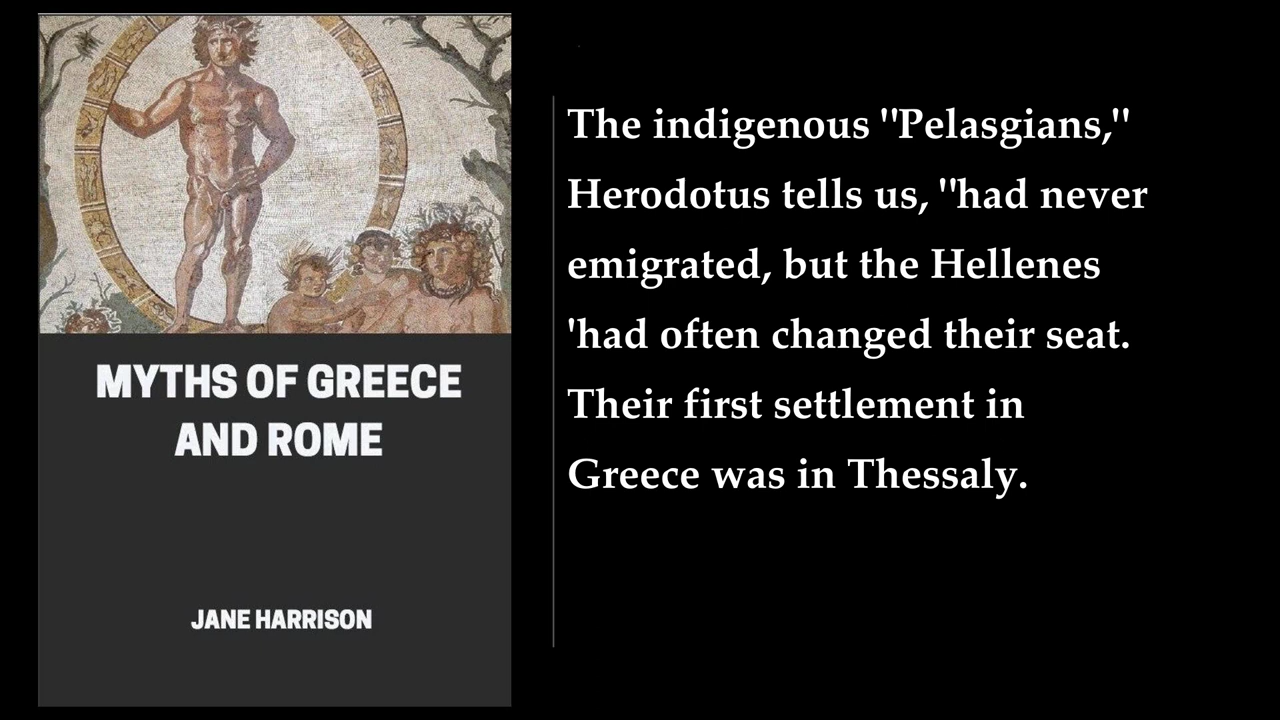 MYTHS OF GREECE
AND ROME
JANE HARRISON
The indigenous "Pelasgians,"
Herodotus tells us, "had never
emigrated, but the Hellenes
'had often changed their seat.
Their first settlement in
Greece was in Thessaly.